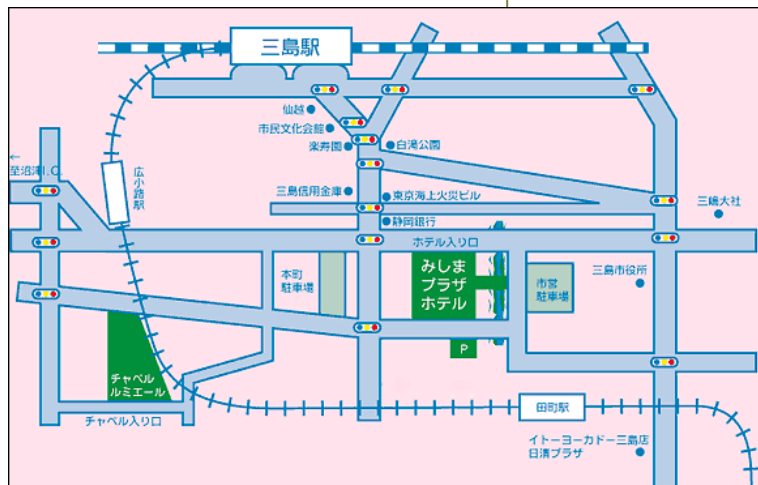 三島駅
仙越
市民文化会館
楽寿園
白滝公園
←
至沼津I.C.
広小路駅
三島信用金庫
東京海上火災ビル
三嶋大社
静岡銀行
ホテル入り口
本町
駐車場
みしま
プラザ
ホテル
市営
駐車場
三島市役所
P
チャペル
ルミエール
チャペル入り口
田町駅
イトーヨーカドー三島店
日清プラザ